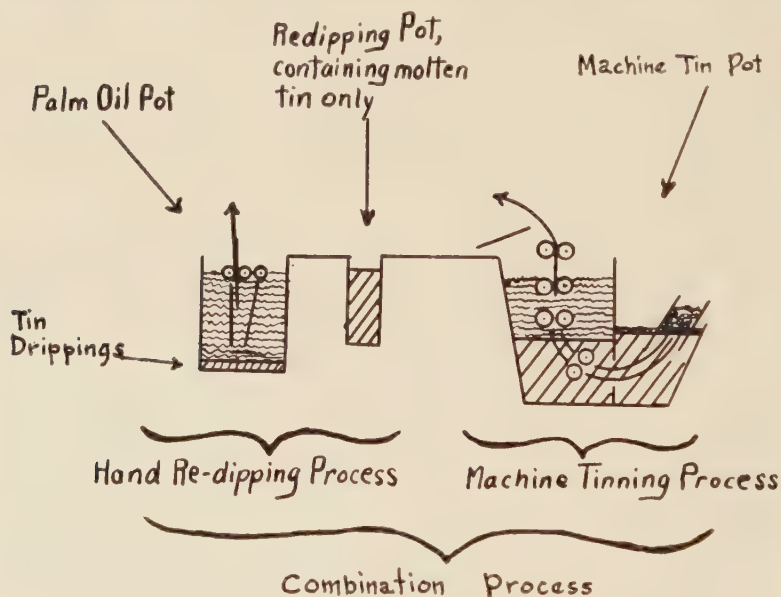 Redipping Pot,
containing molten
tin only
Machine Tin Pot
Palm Oil Pot
Tin
Drippings
Hand Re-dipping Process
Machine Tinning Process
Combination Process